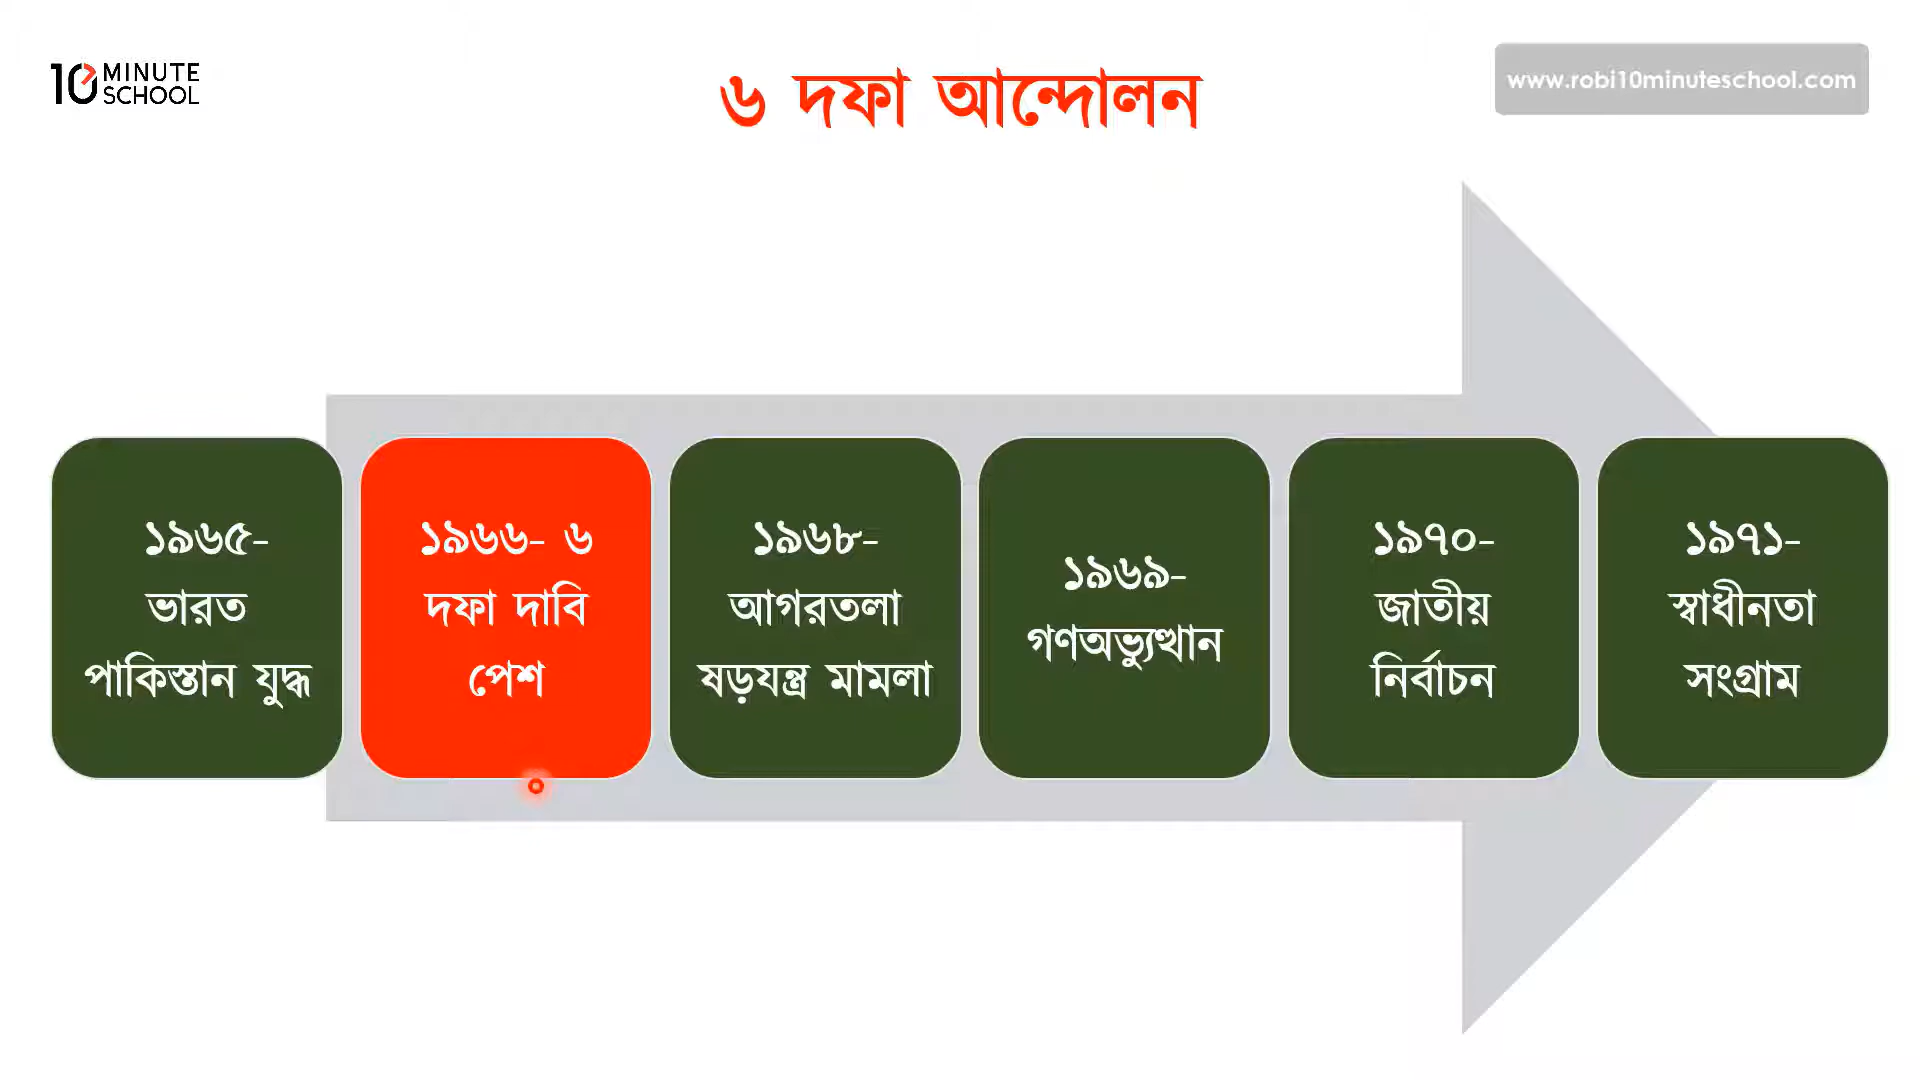 10 MINUTE SCHOOL
৬ দফা আন্দোলন
www.robi10minuteschool.com
১৯৬৫-
ভারত
পাকিস্তান যুদ্ধ
১৯৬৬- ৬
দফা দাবি
পেশ
১৯৬৮-
আগরতলা
ষড়যন্ত্র মামলা
১৯৬৯-
গণঅভ্যুত্থান
১৯৭০-
জাতীয়
নির্বাচন
১৯৭১-
স্বাধীনতা
সংগ্রাম